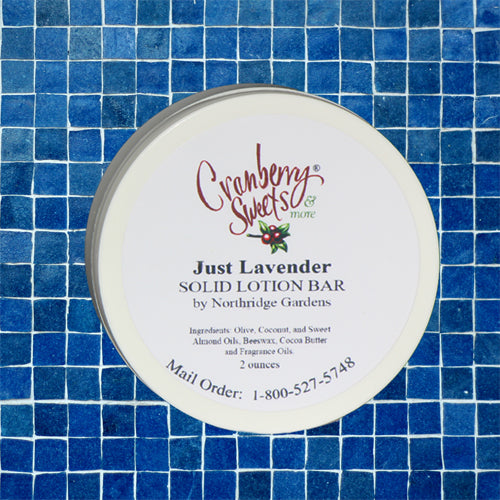 Cranberry®
Sweets &
more
Just Lavender
SOLID LOTION BAR
by Northridge Gardens
Ingredients: Olive, Coconut, and Sweet
Almond Oils, Beeswax, Cocoa Butter
and Fragrance Oils.
2 ounces
Mail Order: 1-800-527-5748